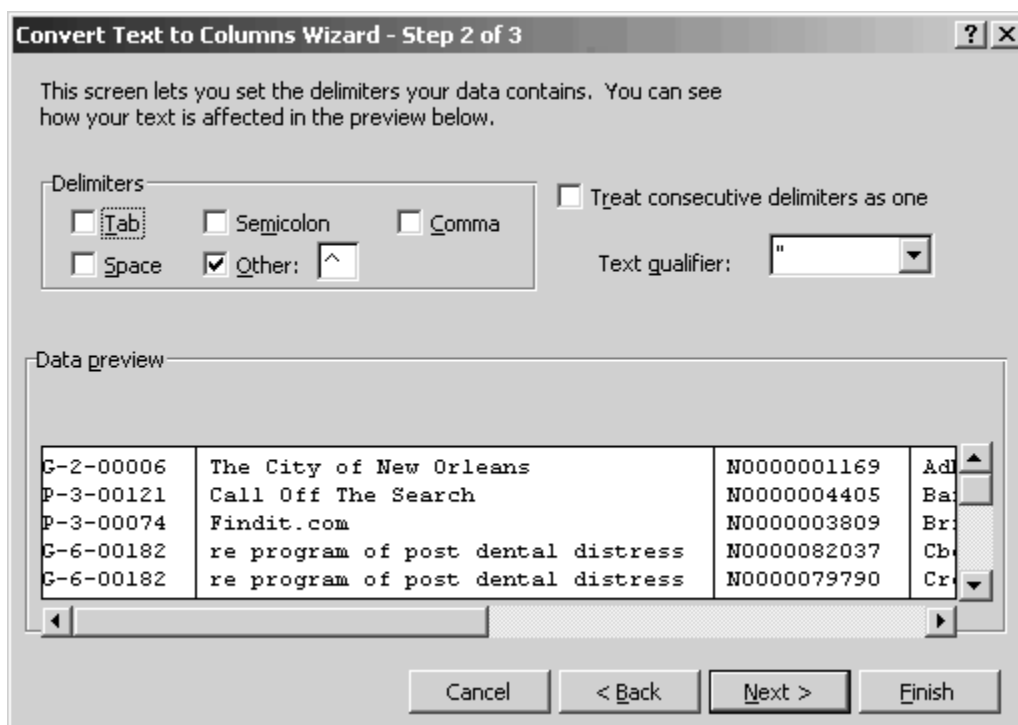 Convert Text to Columns Wizard - Step 2 of 3
This screen lets you set the delimiters your data contains. You can see
how your text is affected in the preview below.
Delimiters
Tab Semicolon Comma
Space Other: ^
Treat consecutive delimiters as one
Text qualifier: "
Data preview
G-2-00006 The City of New Orleans N0000001169
P-3-00121 Call Off The Search N0000004405
P-3-00074 Findit.com N0000003809
G-6-00182 re program of post dental distress N0000082037
G-6-00182 re program of post dental distress N0000079790
Cancel < Back Next > Finish